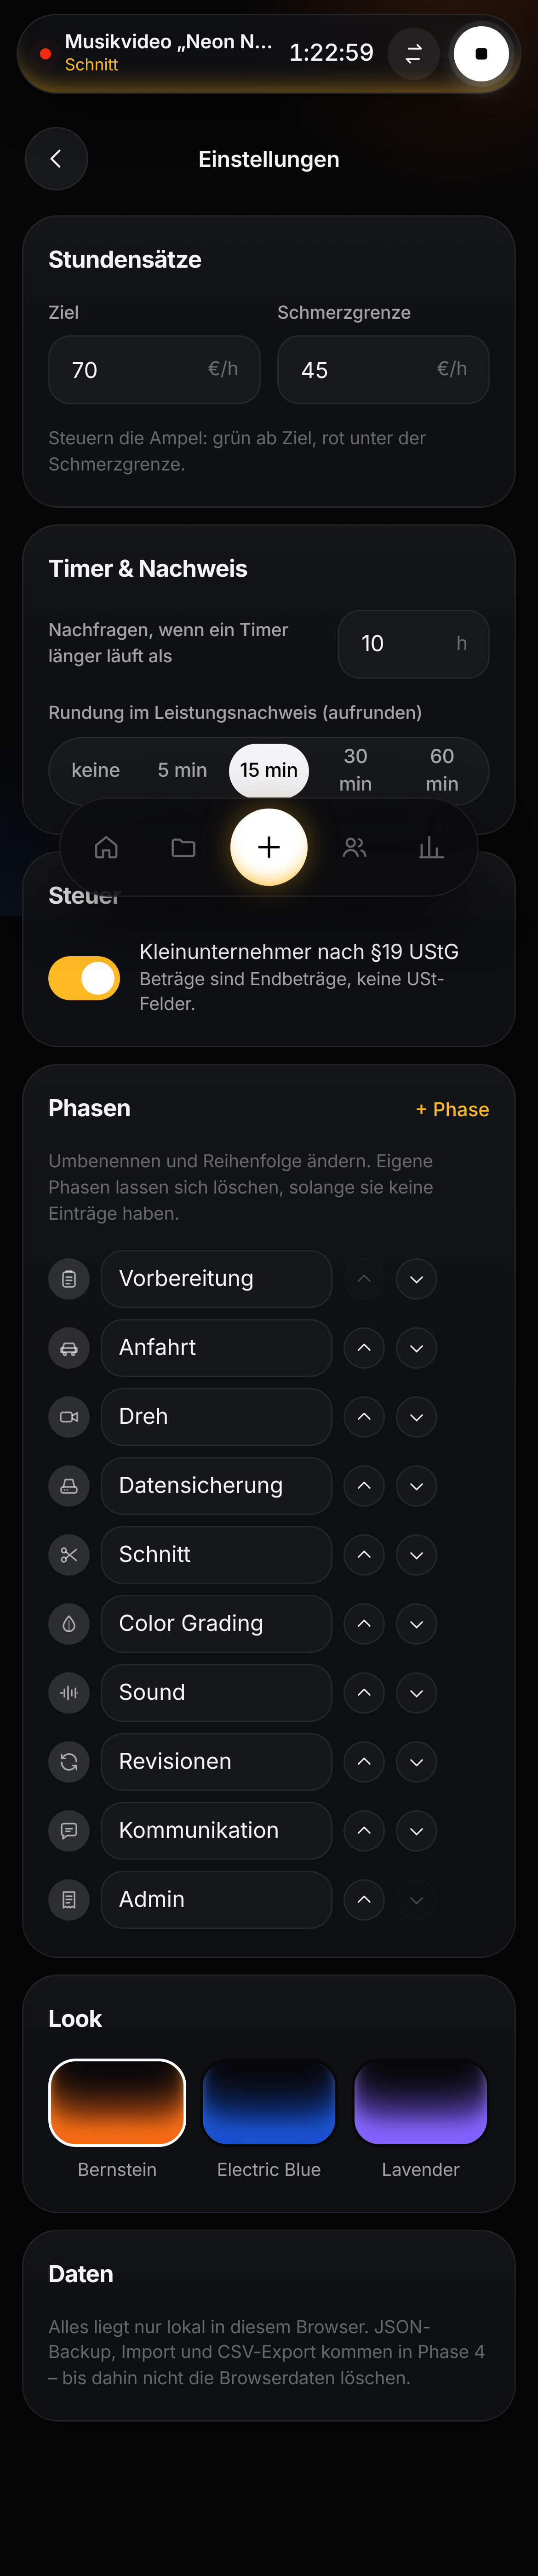 Musikvideo „Neon N...
1:22:59
Schnitt
Einstellungen
Stundensätze
Ziel
Schmerzgrenze
70 €/h
45 €/h
Steuern die Ampel: grün ab Ziel, rot unter der
Schmerzgrenze.
Timer & Nachweis
Nachfragen, wenn ein Timer
länger läuft als
10 h
Rundung im Leistungsnachweis (aufrunden)
keine
5 min
15 min
30
min
60
min
Steuer
Kleinunternehmer nach §19 UStG
Beträge sind Endbeträge, keine USt-
Felder.
Phasen
+ Phase
Umbenennen und Reihenfolge ändern. Eigene
Phasen lassen sich löschen, solange sie keine
Einträge haben.
Vorbereitung
Anfahrt
Dreh
Datensicherung
Schnitt
Color Grading
Sound
Revisionen
Kommunikation
Admin
Look
Bernstein
Electric Blue
Lavender
Daten
Alles liegt nur lokal in diesem Browser. JSON-
Backup, Import und CSV-Export kommen in Phase 4
– bis dahin nicht die Browserdaten löschen.